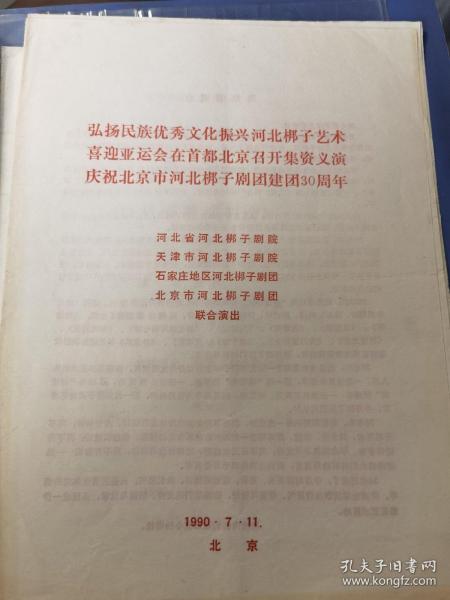 弘扬民族优秀文化振兴河北梆子艺术
喜迎亚运会在首都北京召开集资义演
庆祝北京市河北梆子剧团建团30周年
河北省河北梆子剧院
天津市河北梆子剧院
石家庄地区河北梆子剧团
北京市河北梆子剧团
联合演出
1990·7·11.
北京
孔夫子旧书网
www.kongfz.com